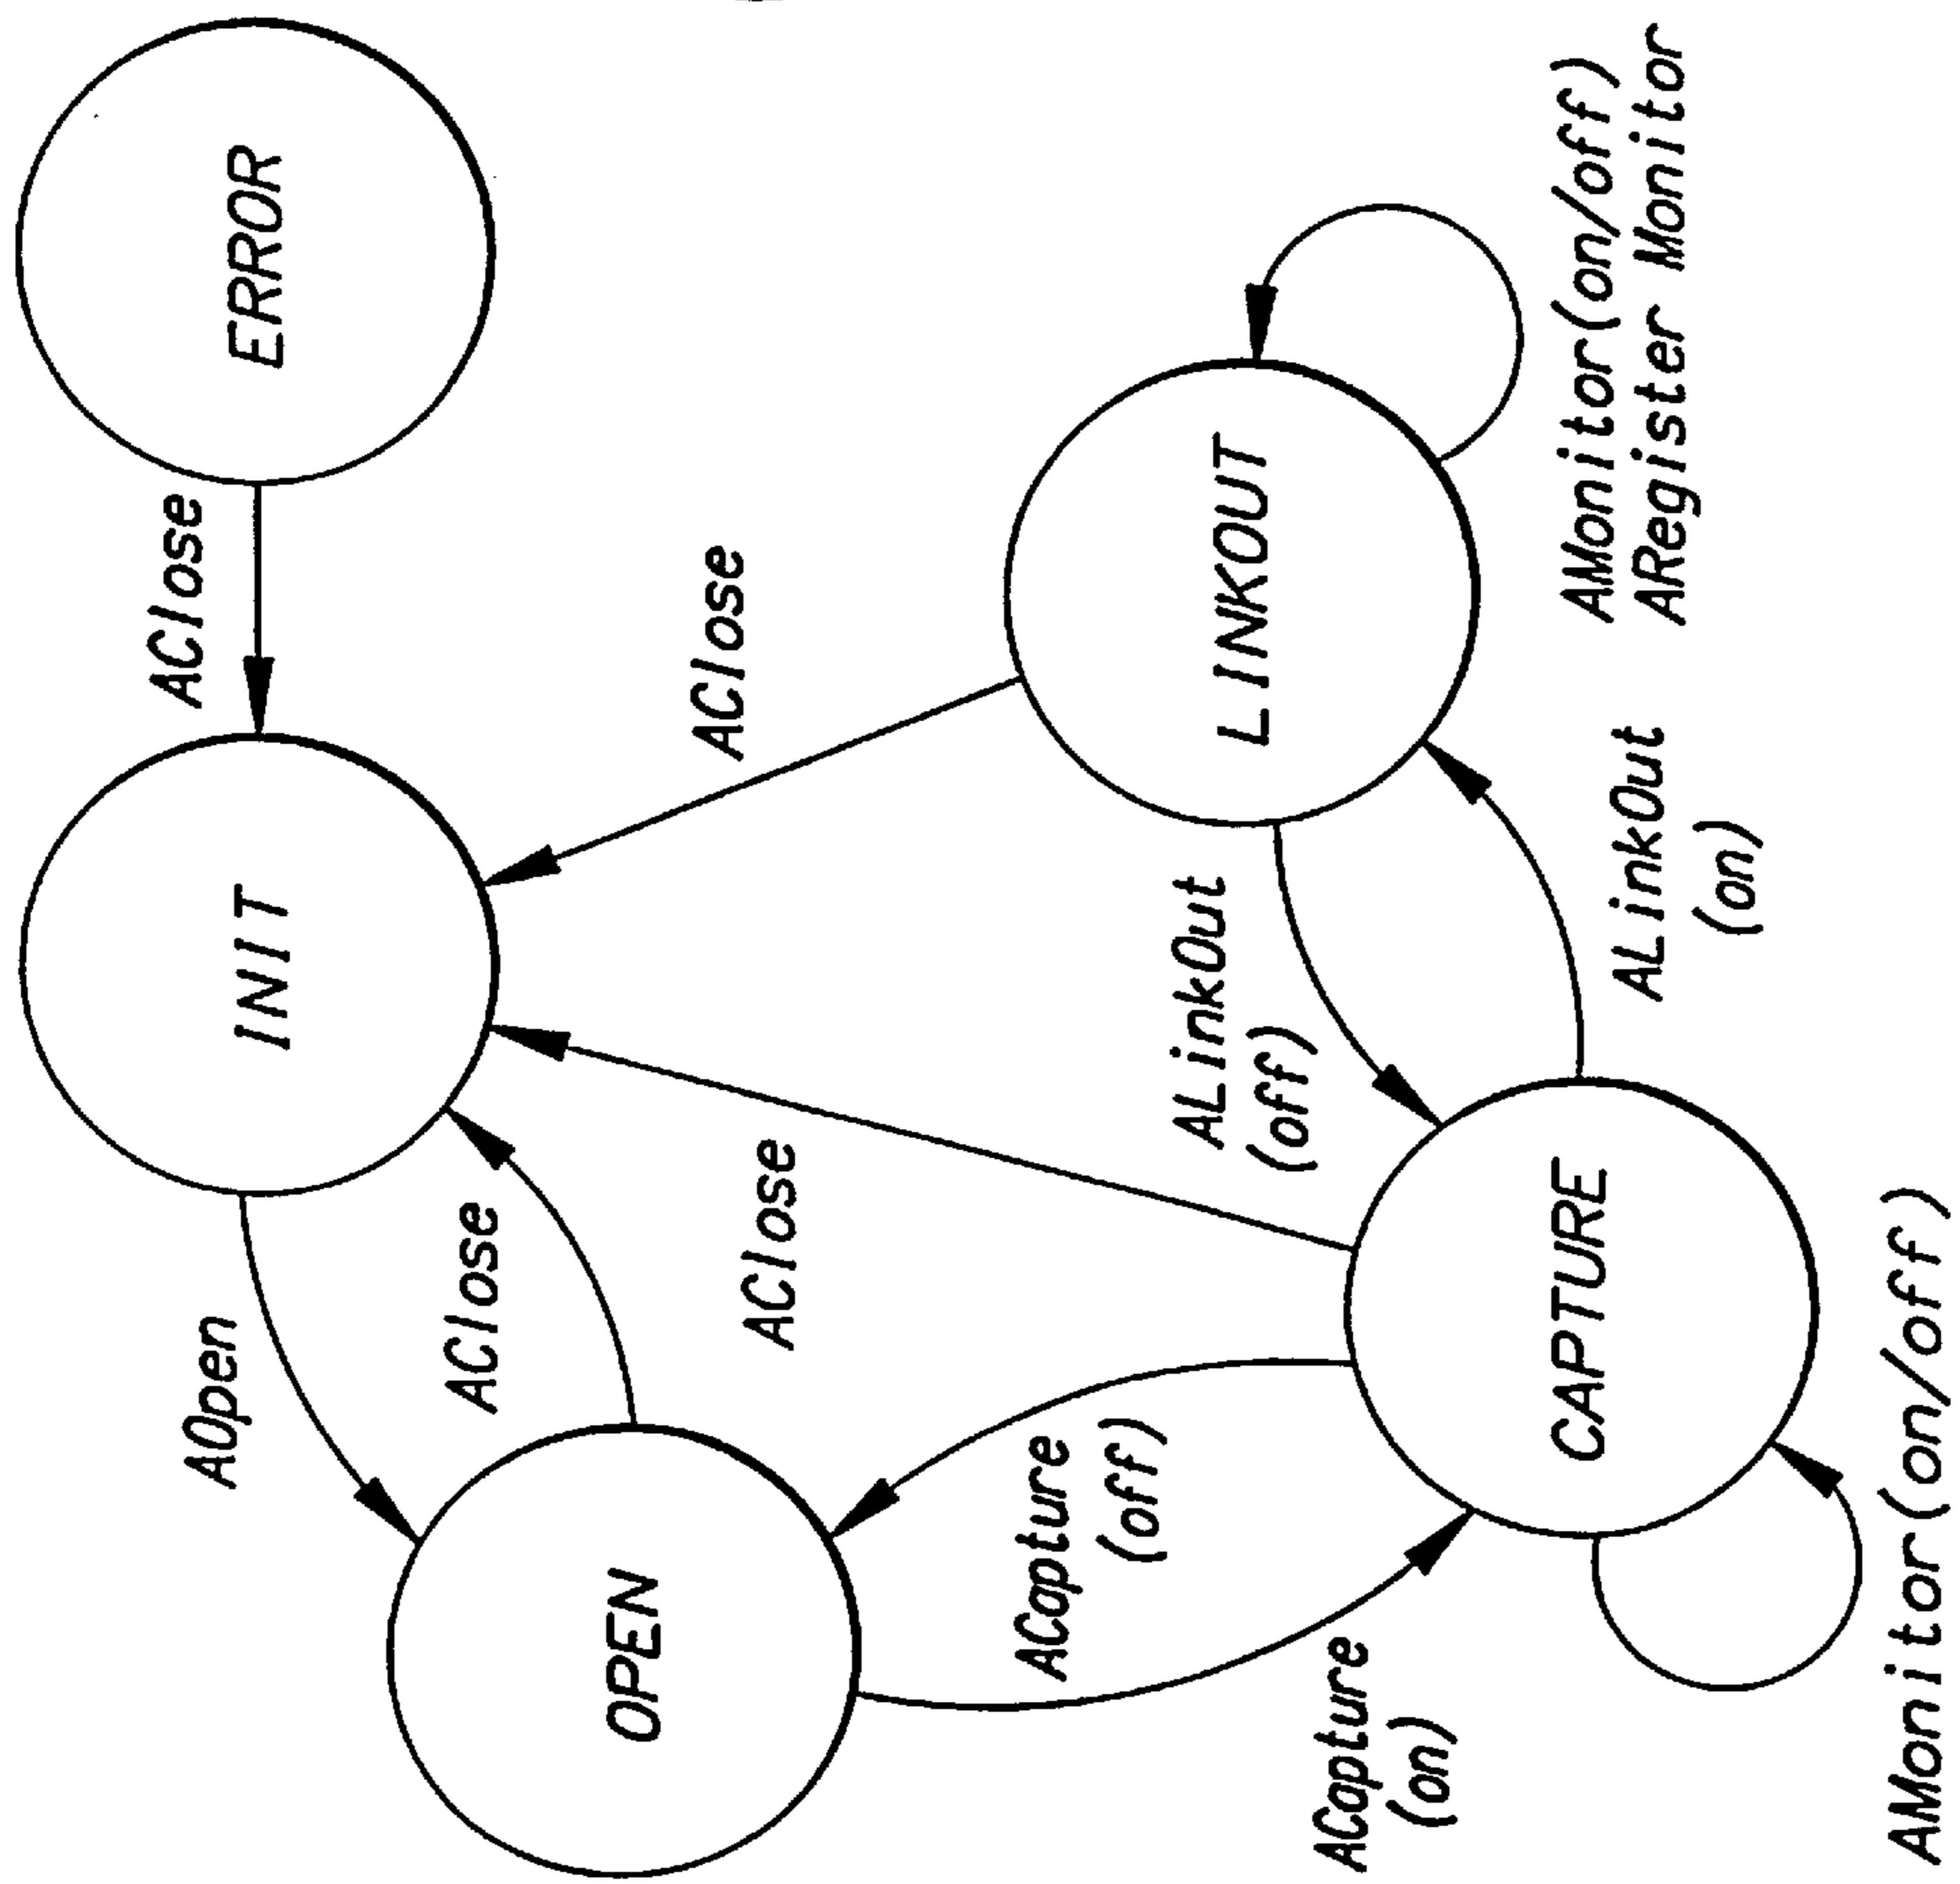 AClose
AOpen
ERROR
INIT
AClose
OPEN
AClose
AClose
ACapture
(off)
ALinkOut
(off)
LINKOUT
ACapture
(on)
CAPTURE
AMonitor(on/off)
ARegister Monitor
ALinkOut
(on)
AMonitor(on/off)